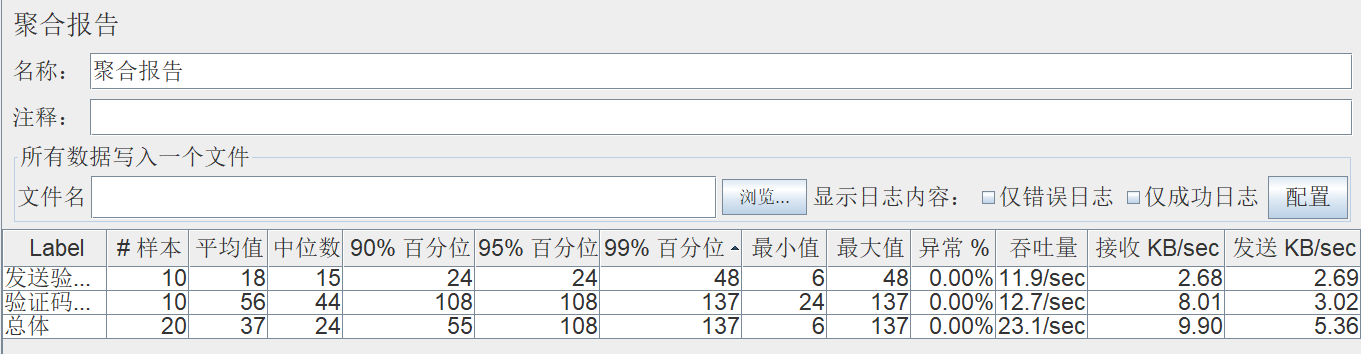 聚合报告
名称： 聚合报告
注释：
所有数据写入一个文件
文件名 浏览... 显示日志内容： 仅错误日志 仅成功日志 配置
Label # 样本 平均值 中位数 90% 百分位 95% 百分位 99% 百分位 最小值 最大值 异常 % 吞吐量 接收 KB/sec 发送 KB/sec
发送验... 10 18 15 24 24 48 6 48 0.00% 11.9/sec 2.68 2.69
验证码... 10 56 44 108 108 137 24 137 0.00% 12.7/sec 8.01 3.02
总体 20 37 24 55 108 137 6 137 0.00% 23.1/sec 9.90 5.36